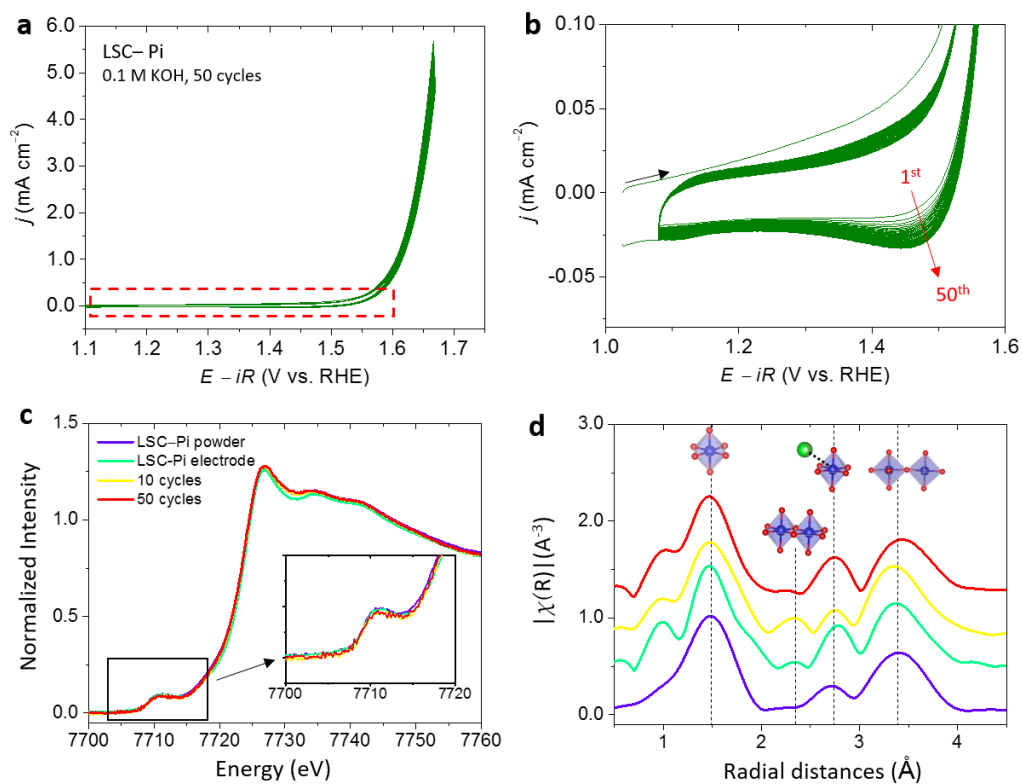 a
LSC– Pi
0.1 M KOH, 50 cycles
6.0
5.0
4.0
3.0
2.0
1.0
0.0
j (mA cm⁻²)
1.1 1.2 1.3 1.4 1.5 1.6 1.7
E – iR (V vs. RHE)
b
0.10
0.05
0.00
-0.05
j (mA cm⁻²)
1st
50th
1.0 1.2 1.4 1.6
E – iR (V vs. RHE)
c
1.5
1.0
0.5
0.0
Normalized Intensity
LSC–Pi powder
LSC-Pi electrode
10 cycles
50 cycles
7700 7710 7720
7700 7710 7720 7730 7740 7750 7760
Energy (eV)
d
3.0
2.0
1.0
0.0
|χ(R)|(A⁻³)
1 2 3 4
Radial distances (Å)